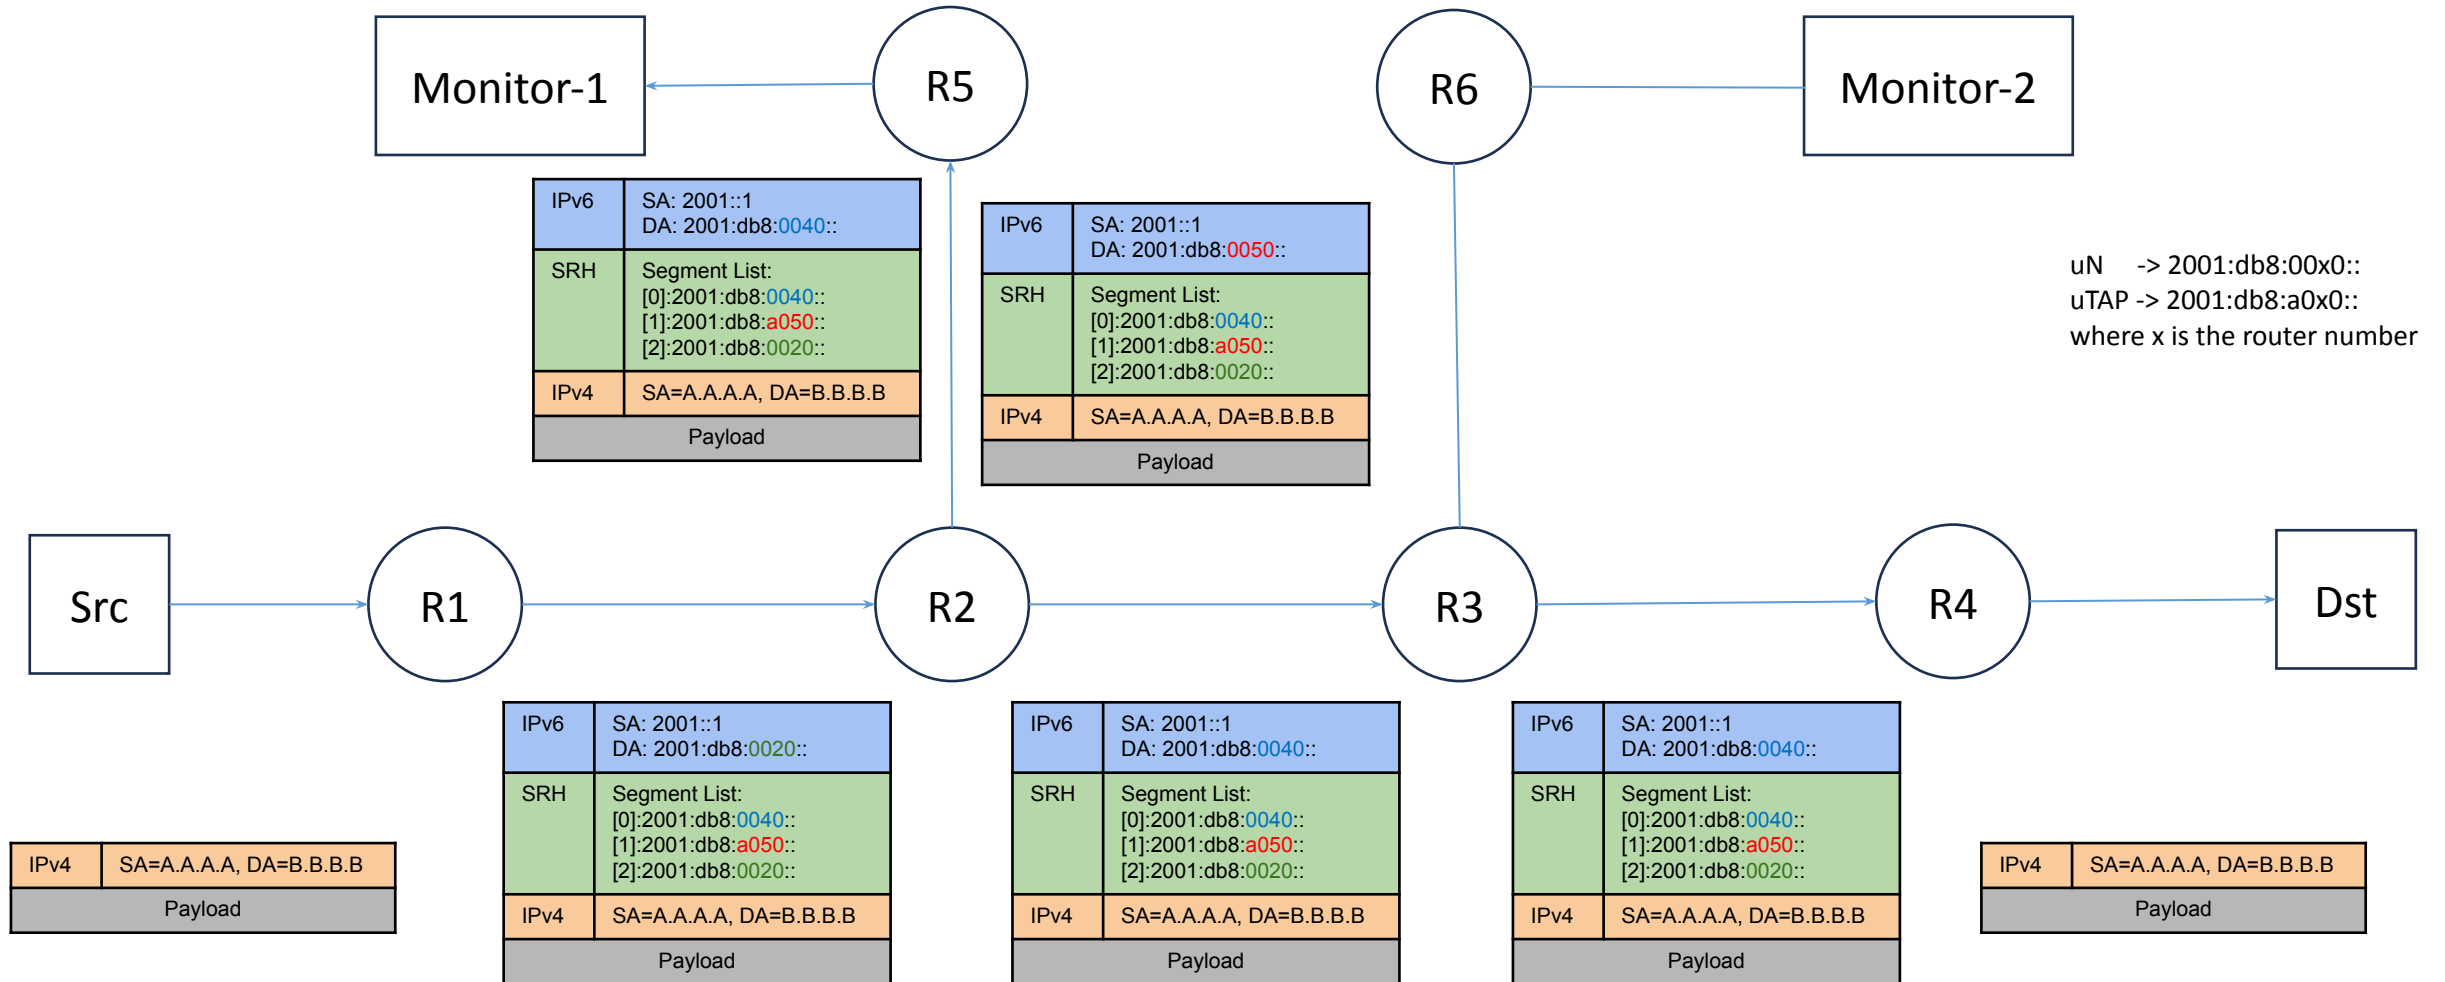 Monitor-1
R5
R6
Monitor-2
IPv6 SA: 2001::1
DA: 2001:db8:0040::
SRH Segment List:
[0]:2001:db8:0040::
[1]:2001:db8:a050::
[2]:2001:db8:0020::
IPv4 SA=A.A.A.A, DA=B.B.B.B
Payload
IPv6 SA: 2001::1
DA: 2001:db8:0050::
SRH Segment List:
[0]:2001:db8:0040::
[1]:2001:db8:a050::
[2]:2001:db8:0020::
IPv4 SA=A.A.A.A, DA=B.B.B.B
Payload
uN -> 2001:db8:00x0::
uTAP -> 2001:db8:a0x0::
where x is the router number
Src
R1
R2
R3
R4
Dst
IPv4 SA=A.A.A.A, DA=B.B.B.B
Payload
IPv6 SA: 2001::1
DA: 2001:db8:0020::
SRH Segment List:
[0]:2001:db8:0040::
[1]:2001:db8:a050::
[2]:2001:db8:0020::
IPv4 SA=A.A.A.A, DA=B.B.B.B
Payload
IPv6 SA: 2001::1
DA: 2001:db8:0040::
SRH Segment List:
[0]:2001:db8:0040::
[1]:2001:db8:a050::
[2]:2001:db8:0020::
IPv4 SA=A.A.A.A, DA=B.B.B.B
Payload
IPv6 SA: 2001::1
DA: 2001:db8:0040::
SRH Segment List:
[0]:2001:db8:0040::
[1]:2001:db8:a050::
[2]:2001:db8:0020::
IPv4 SA=A.A.A.A, DA=B.B.B.B
Payload
IPv4 SA=A.A.A.A, DA=B.B.B.B
Payload